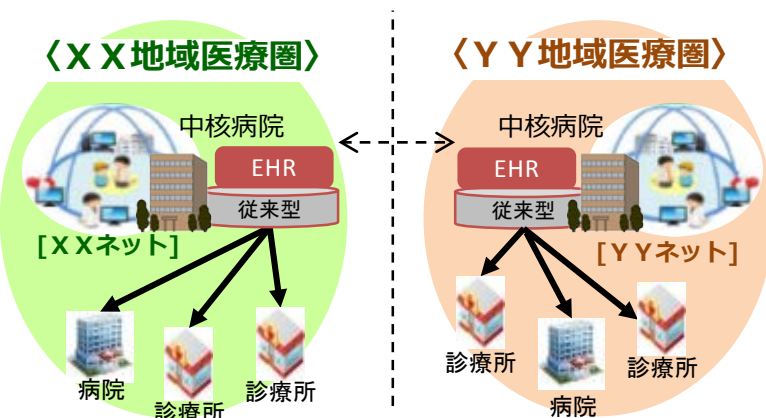 〈ＸＸ地域医療圏〉
中核病院
EHR
従来型
[ＸＸネット]
病院
診療所
診療所
〈ＹＹ地域医療圏〉
中核病院
EHR
従来型
[ＹＹネット]
診療所
病院
診療所